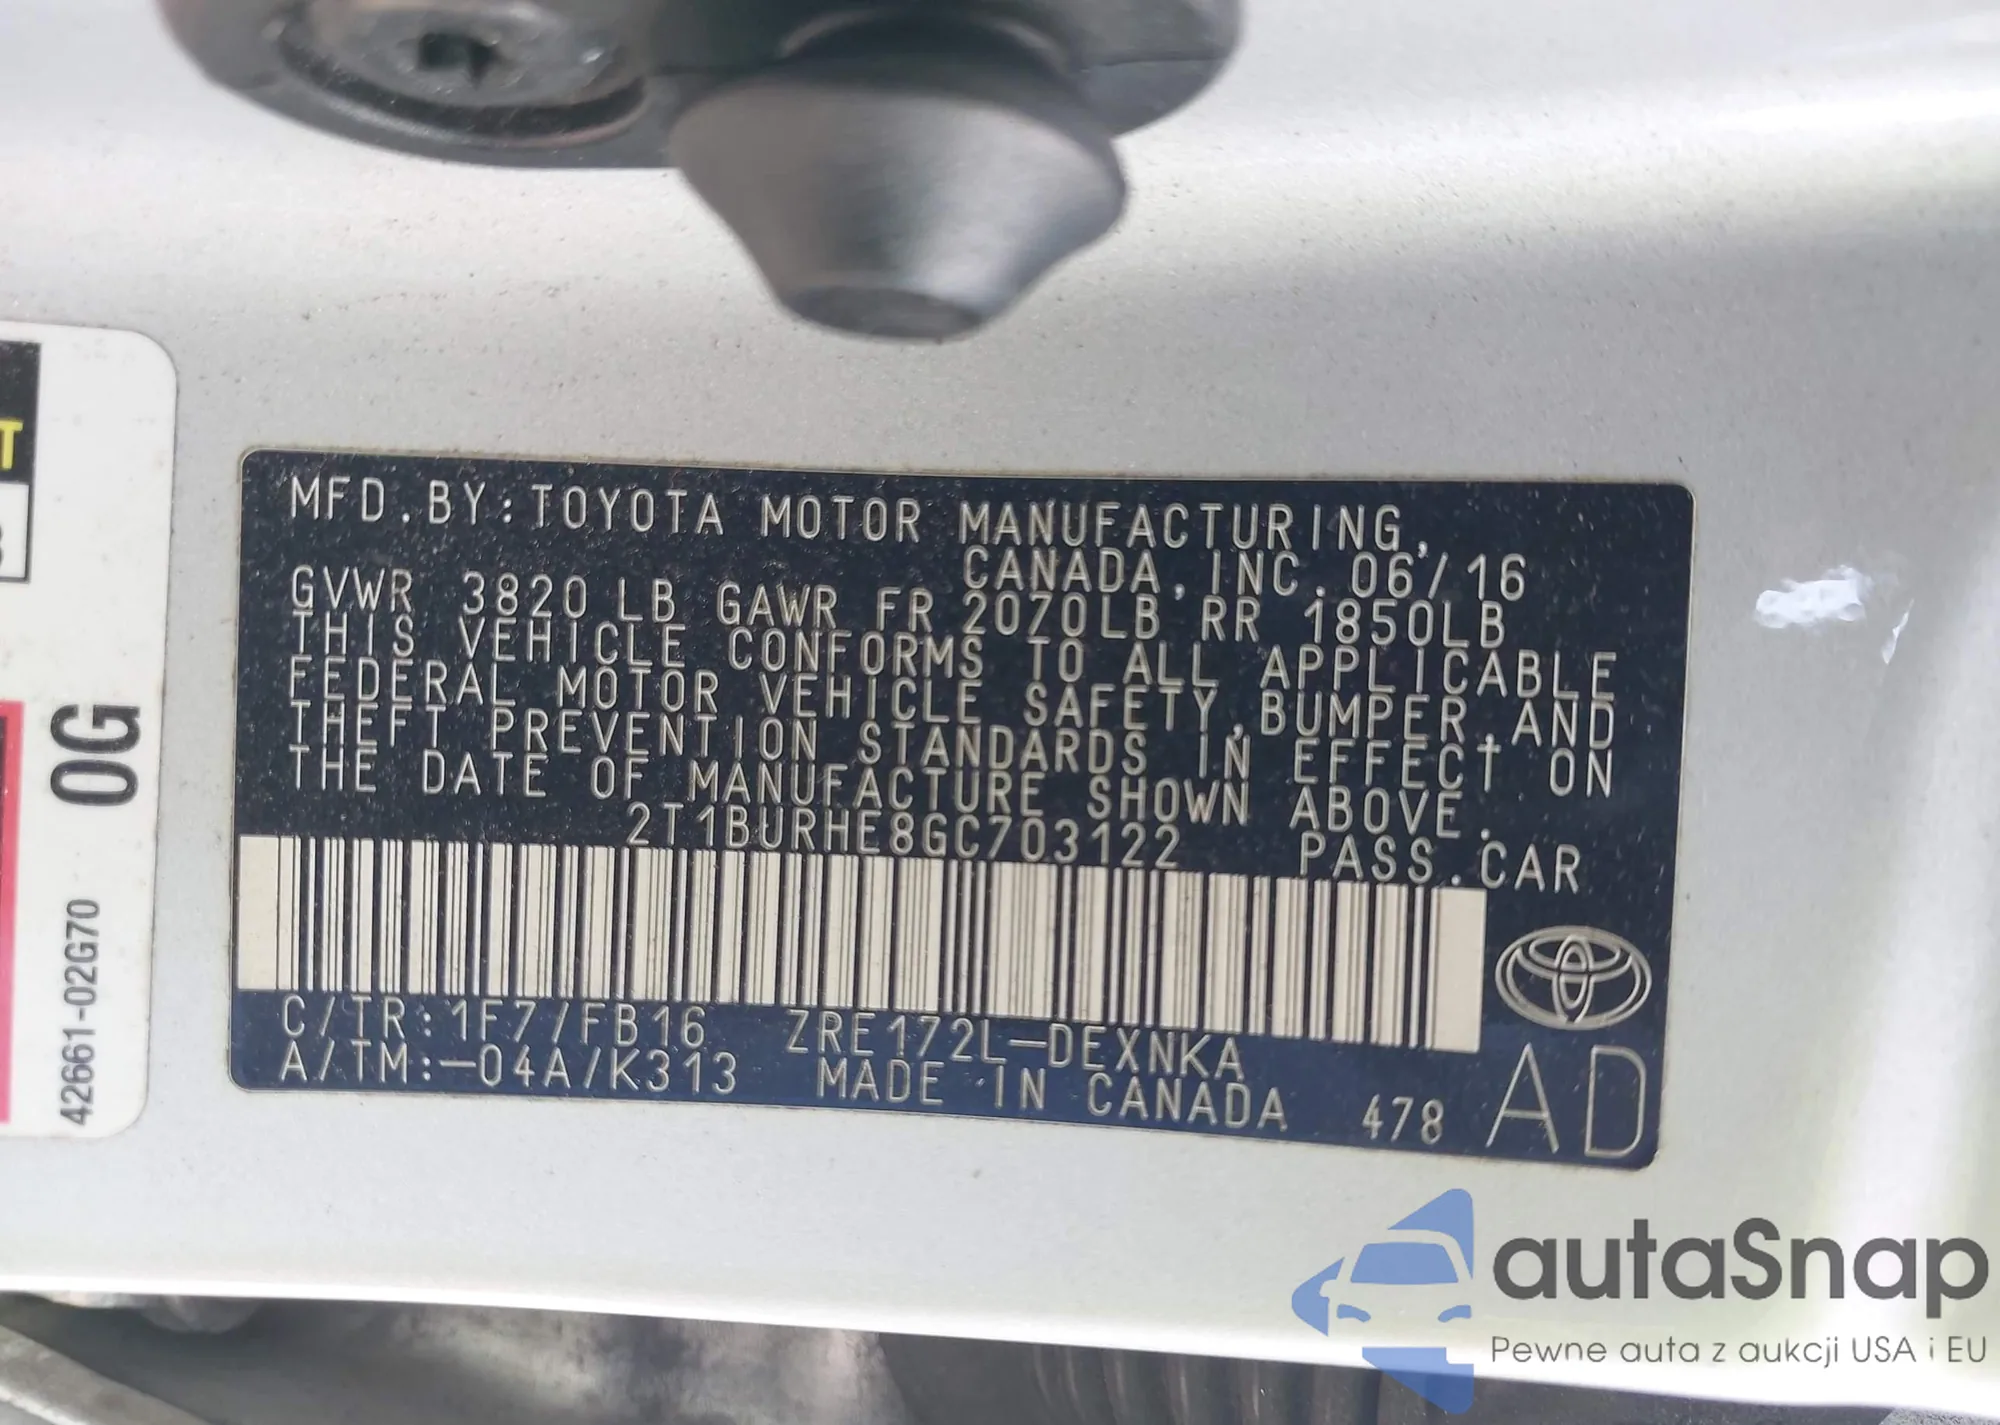 MFD.BY:TOYOTA MOTOR MANUFACTURING,
CANADA,INC. 06/16
GVWR 3820 LB GAWR FR 2070LB RR 1850LB
THIS VEHICLE CONFORMS TO ALL APPLICABLE
FEDERAL MOTOR VEHICLE SAFETY,BUMPER,AND
THEFT PREVENTION STANDARDS IN EFFECT ON
THE DATE OF MANUFACTURE SHOWN ABOVE.
2T1BURHE8GC703122 PASS.CAR
C/TR:1F7/FB16 ZRE172L-DEXNKA
A/TM:-04A/K313 MADE IN CANADA 478 AD
T
0G
42661-02G70
autaSnap
Pewne auta z aukcji USA i EU